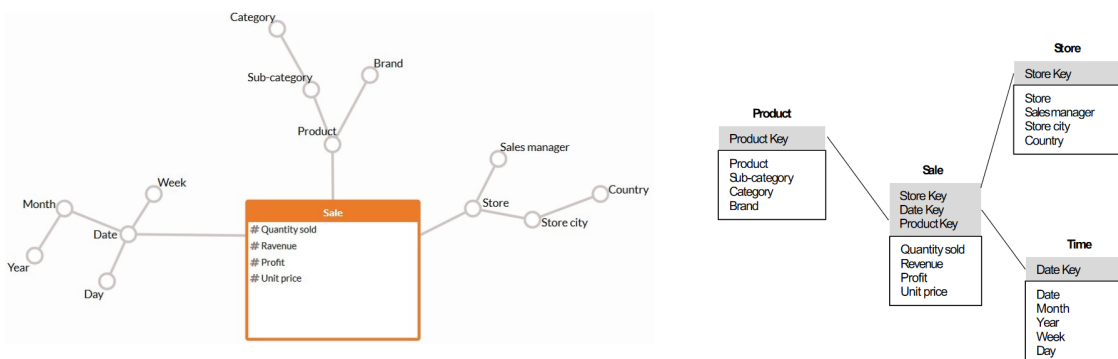 Category
Sub-category
Brand
Product
Week
Month
Date
Year
Day
Sales manager
Country
Store
Store city
Sale
# Quantity sold
# Ravenue
# Profit
# Unit price
Product
Product Key
Product
Sub-category
Category
Brand
Sale
Store Key
Date Key
Product Key
Quantity sold
Revenue
Profit
Unit price
Store
Store Key
Store
Sales manager
Store city
Country
Time
Date Key
Date
Month
Year
Week
Day